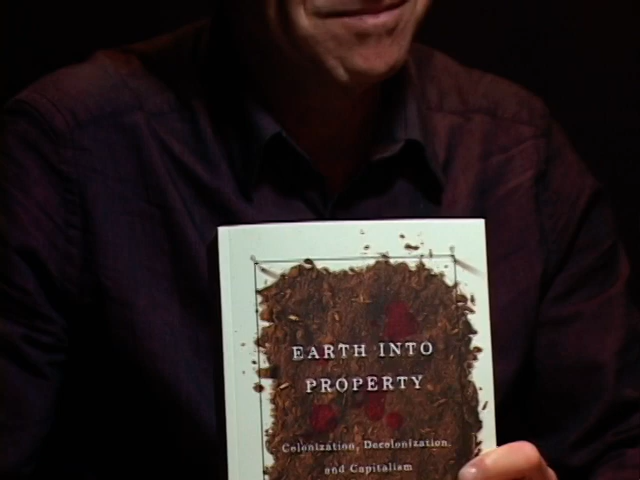 EARTH INTO
PROPERTY
Colonization, Decolonization,
and Capitalism